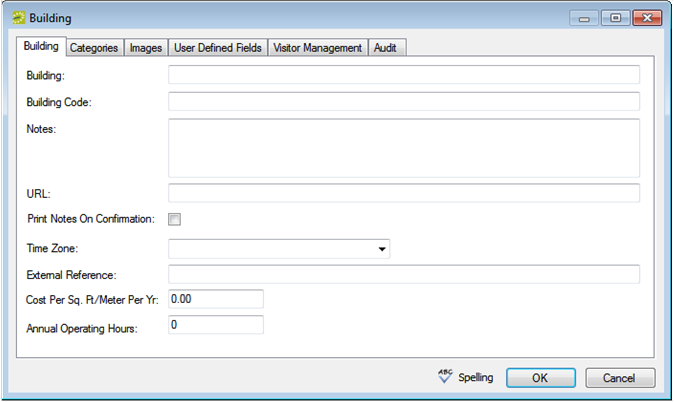 Building
Building Categories Images User Defined Fields Visitor Management Audit
Building:
Building Code:
Notes:
URL:
Print Notes On Confirmation:
Time Zone:
External Reference:
Cost Per Sq. Ft/Meter Per Yr: 0.00
Annual Operating Hours: 0
ABC Spelling OK Cancel